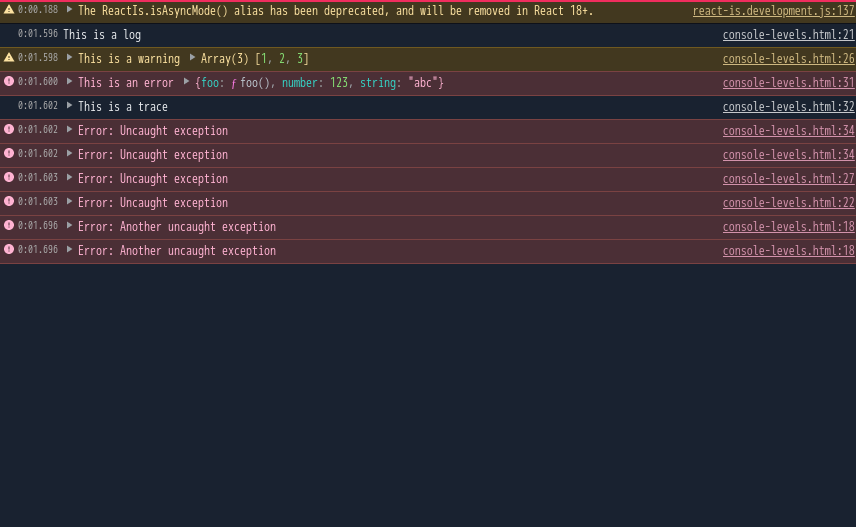 0:00.188 The ReactIs.isAsyncMode() alias has been deprecated, and will be removed in React 18+. react-is.development.js:137
0:01.596 This is a log console-levels.html:21
0:01.598 This is a warning Array(3) [1, 2, 3] console-levels.html:26
0:01.600 This is an error {foo: ƒ foo(), number: 123, string: "abc"} console-levels.html:31
0:01.602 This is a trace console-levels.html:32
0:01.602 Error: Uncaught exception console-levels.html:34
0:01.602 Error: Uncaught exception console-levels.html:34
0:01.603 Error: Uncaught exception console-levels.html:27
0:01.603 Error: Uncaught exception console-levels.html:22
0:01.696 Error: Another uncaught exception console-levels.html:18
0:01.696 Error: Another uncaught exception console-levels.html:18